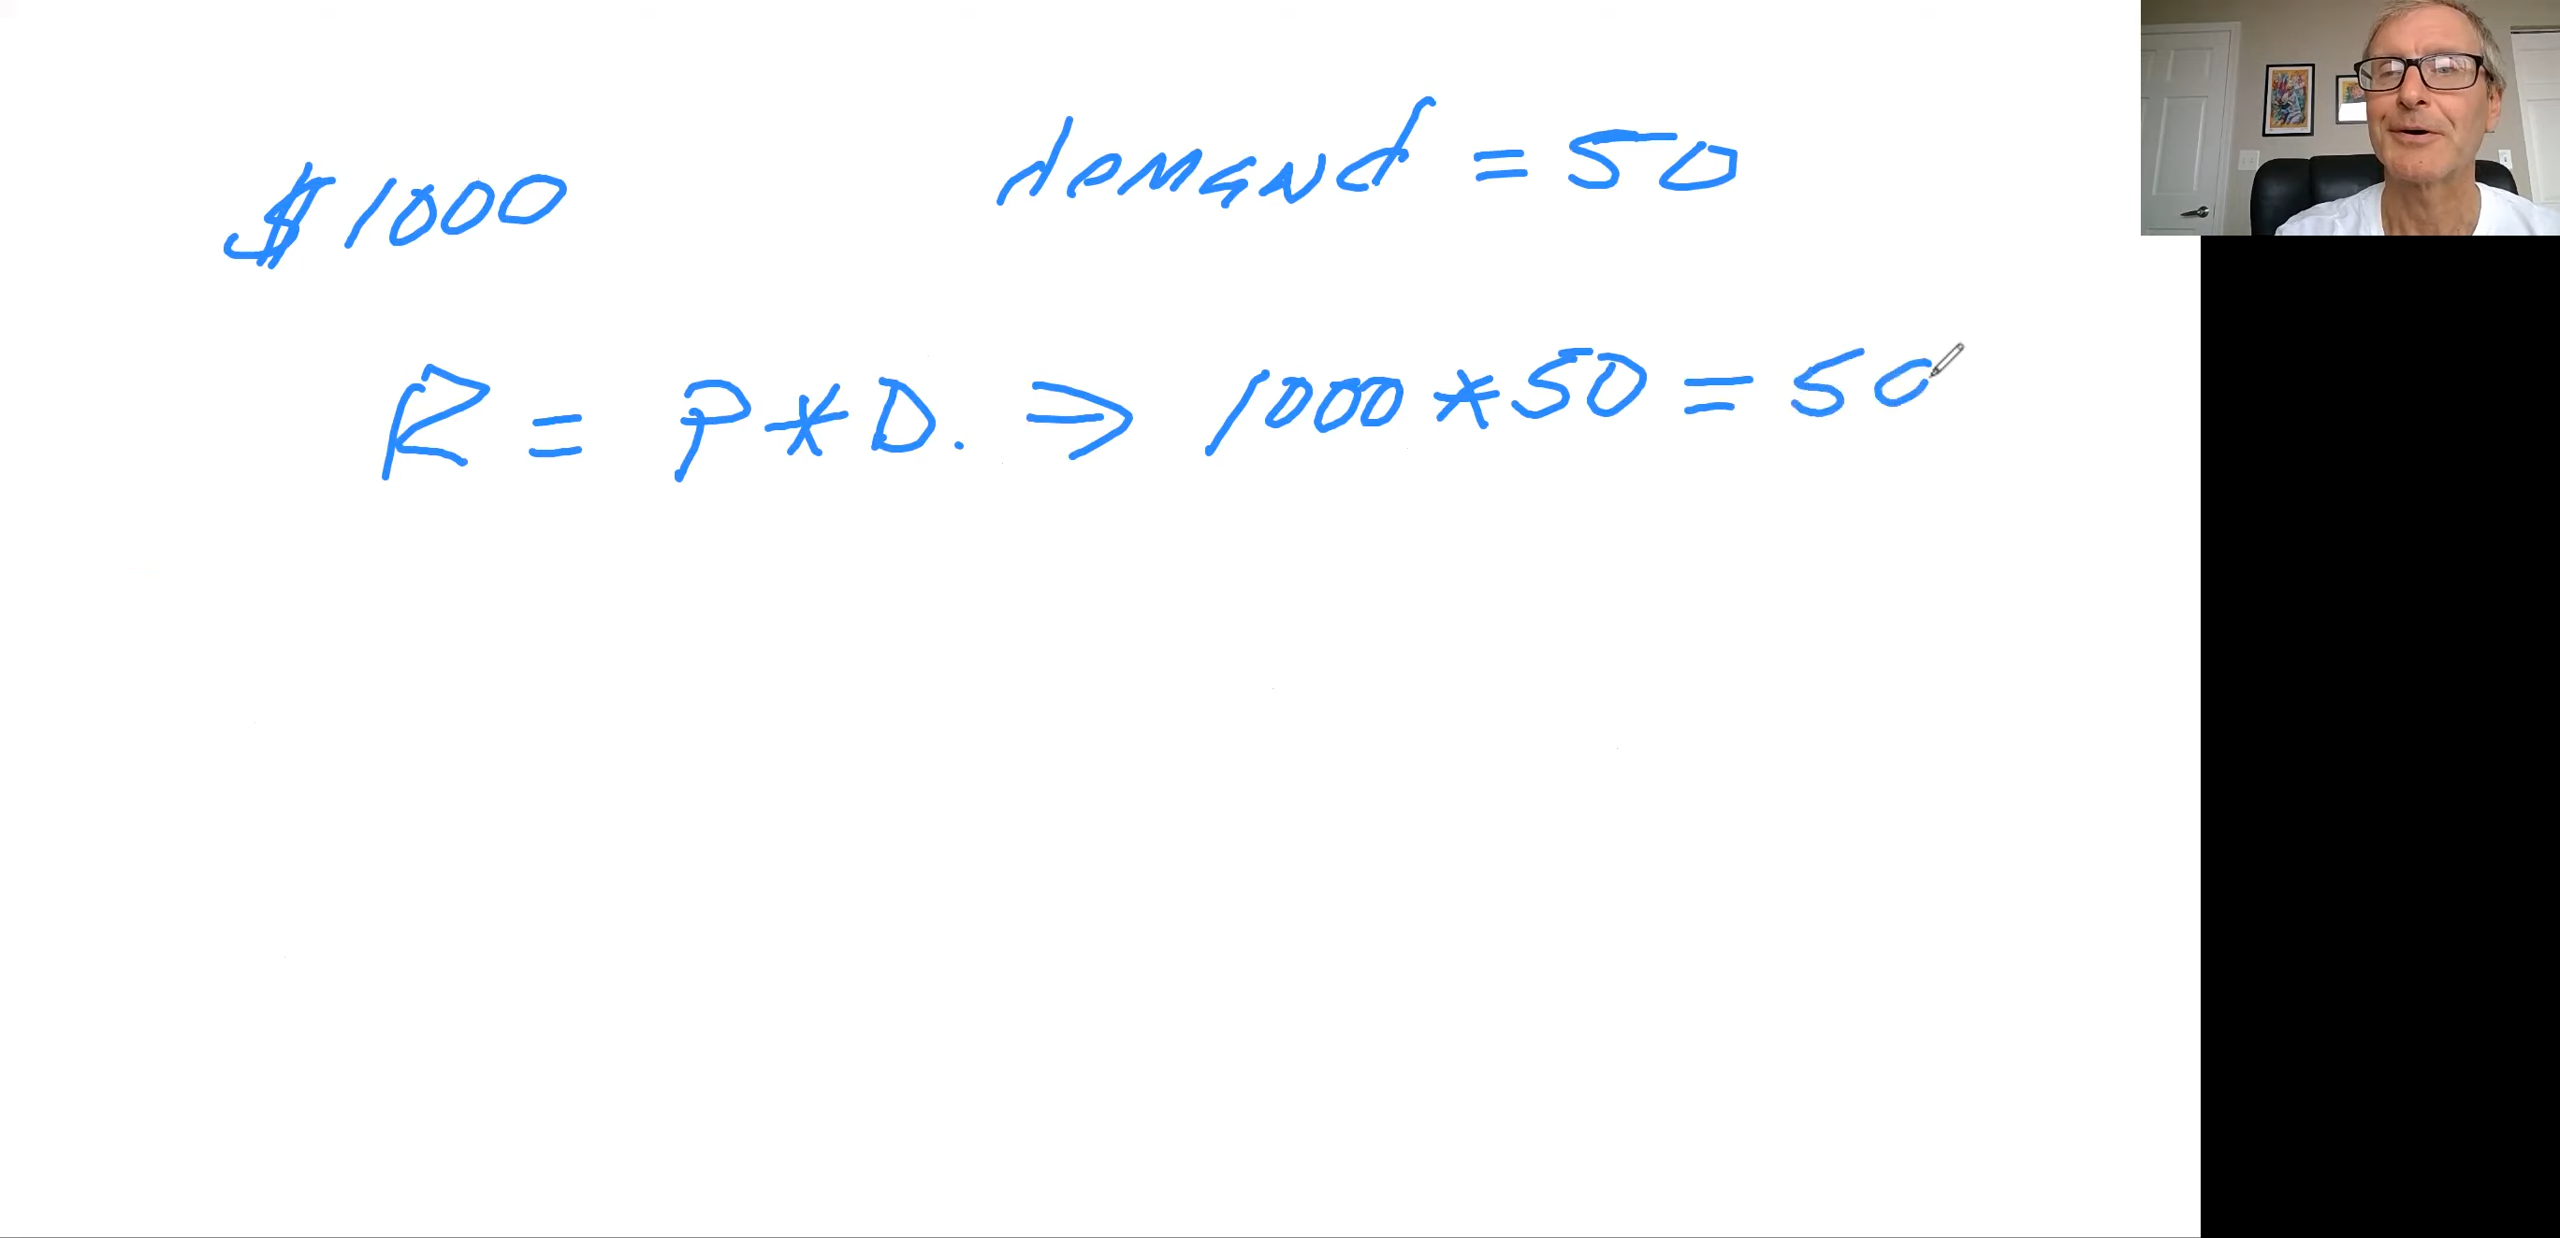 $1000
demand = 50
R = P * D. ⇒ 1000 * 50 = 50